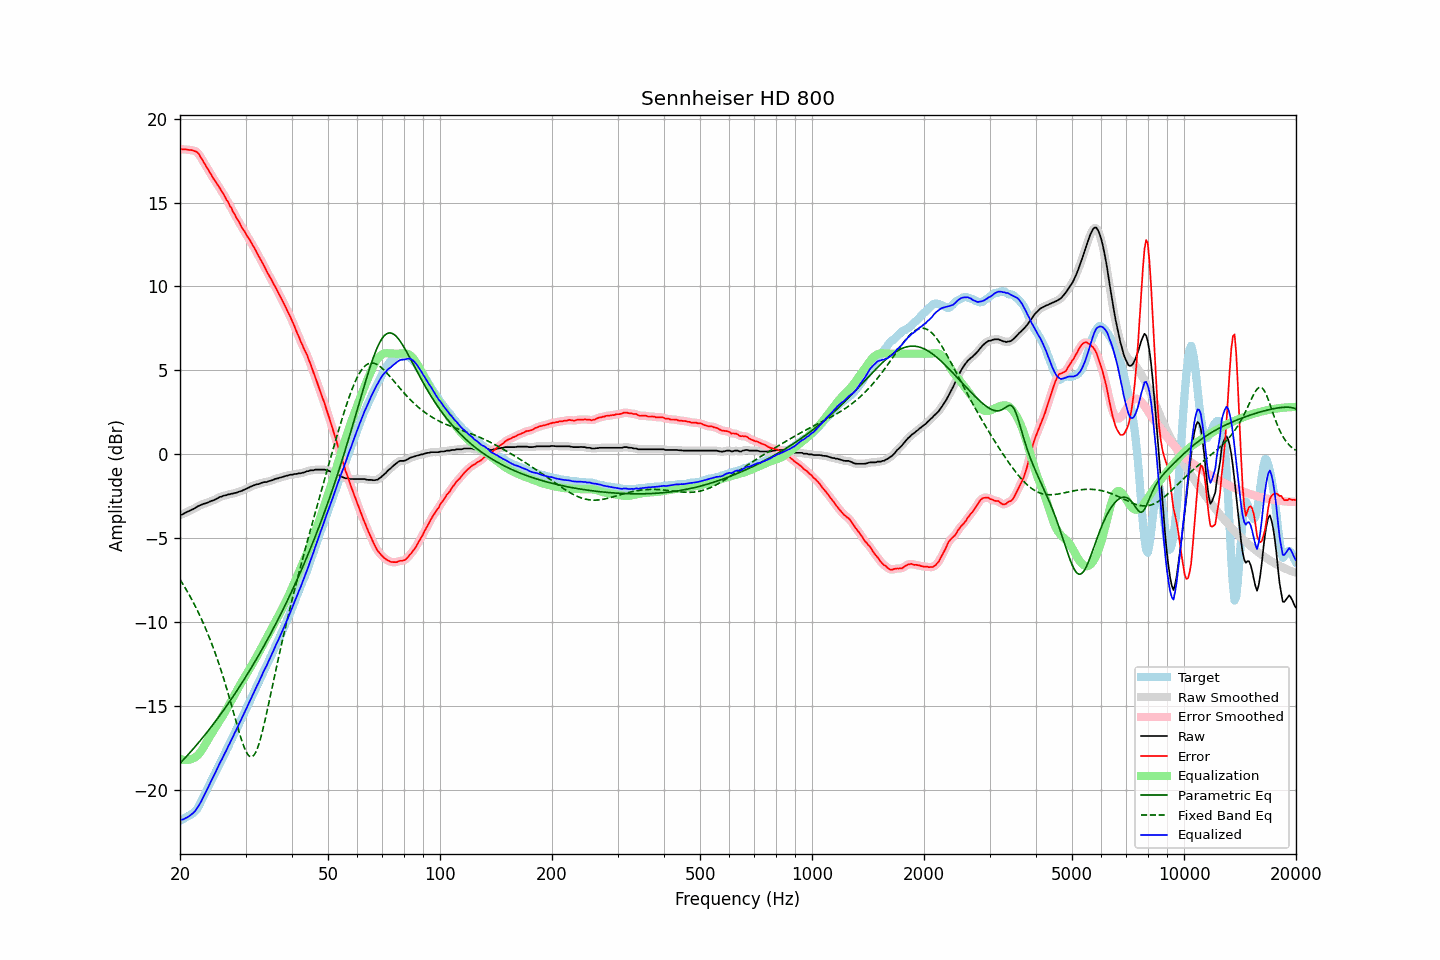 Sennheiser HD 800
Amplitude (dBr)
20
15
10
5
0
−5
−10
−15
−20
20
50
100
200
500
1000
2000
5000
10000
20000
Frequency (Hz)
Target
Raw Smoothed
Error Smoothed
Raw
Error
Equalization
Parametric Eq
Fixed Band Eq
Equalized